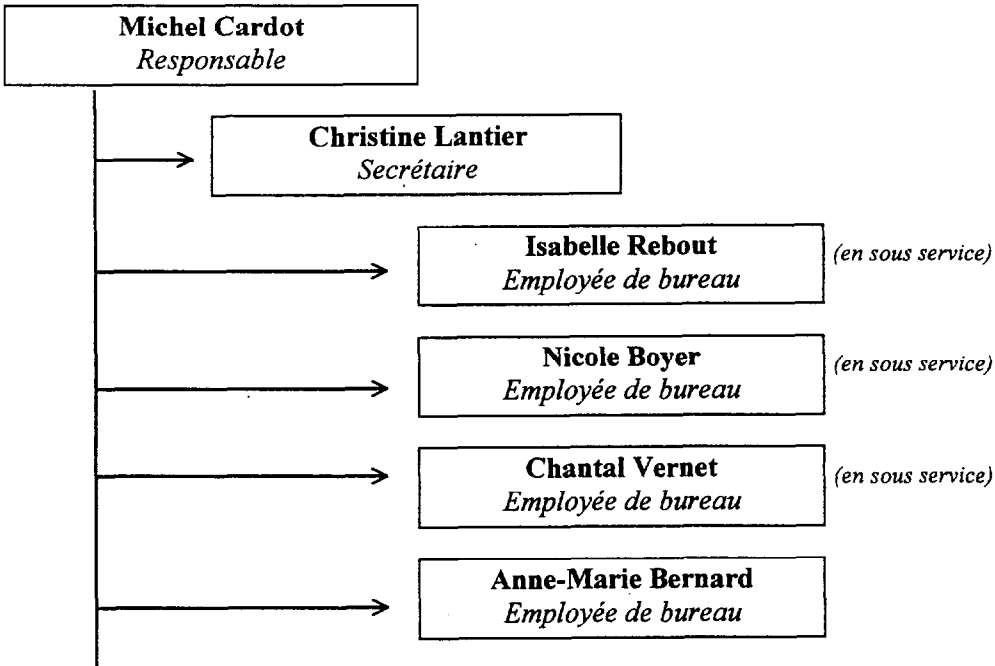 Michel Cardot
Responsable
Christine Lantier
Secrétaire
Isabelle Rebout
Employée de bureau
(en sous service)
Nicole Boyer
Employée de bureau
(en sous service)
Chantal Vernet
Employée de bureau
(en sous service)
Anne-Marie Bernard
Employée de bureau